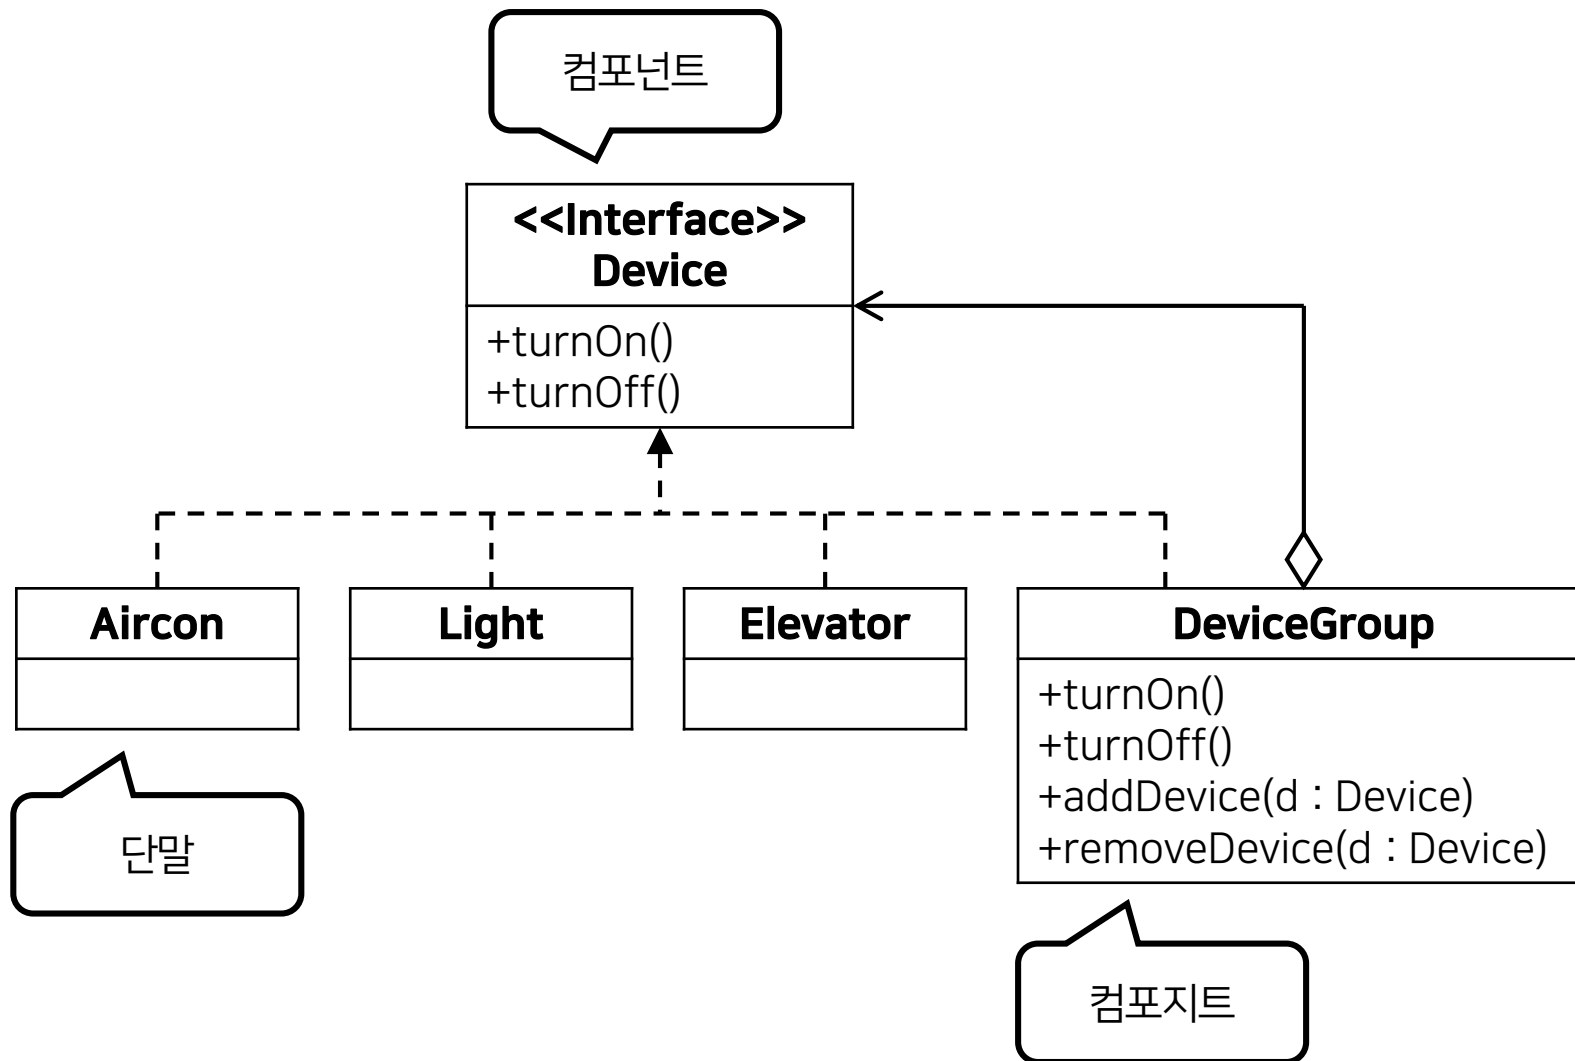 컴포넌트
<<Interface>>
Device
+turnOn()
+turnOff()
Aircon
Light
Elevator
DeviceGroup
+turnOn()
+turnOff()
+addDevice(d : Device)
+removeDevice(d : Device)
단말
컴포지트